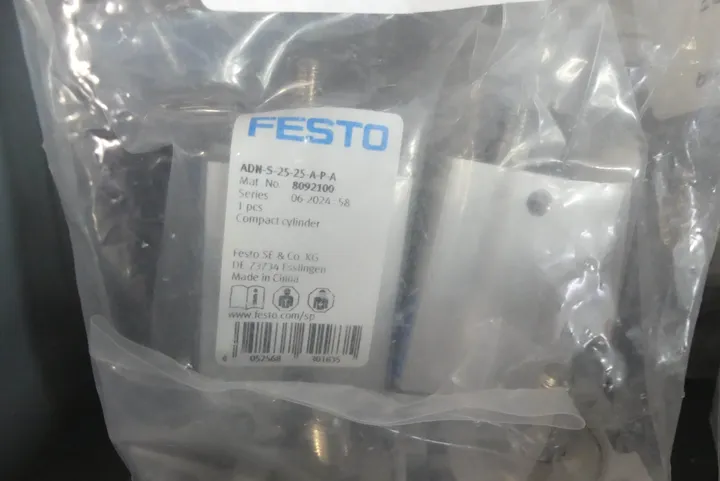 FESTO
ADN-S-25-25-A-P-A
Mat. No. 8092100
Series 06-2024 58
1 pcs
Compact cylinder
Festo SE & Co. KG
DE 73734 Esslingen
Made in China
www.festo.com/sp